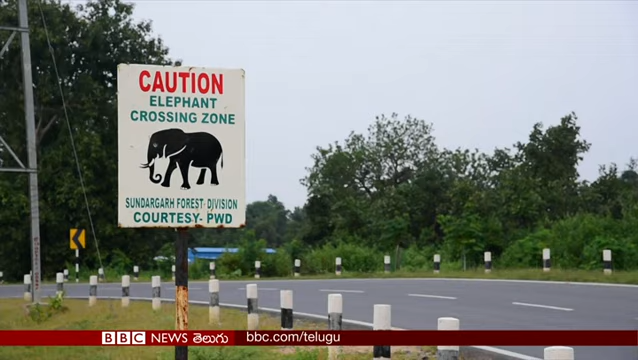 CAUTION
ELEPHANT
CROSSING ZONE
SUNDARGARH FOREST DIVISION
COURTESY- PWD
BBC NEWS తెలుగు bbc.com/telugu